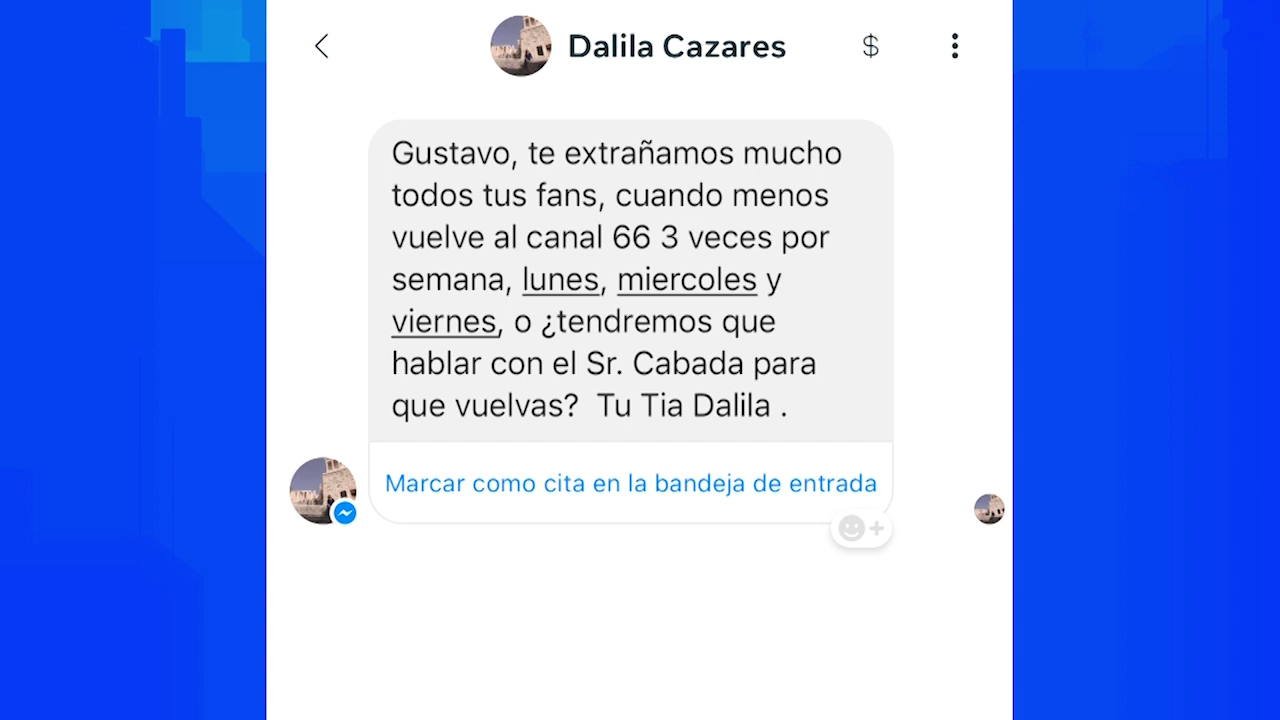 Dalila Cazares $
Gustavo, te extrañamos mucho
todos tus fans, cuando menos
vuelve al canal 66 3 veces por
semana, lunes, miercoles y
viernes, o ¿tendremos que
hablar con el Sr. Cabada para
que vuelvas?  Tu Tia Dalila .
Marcar como cita en la bandeja de entrada